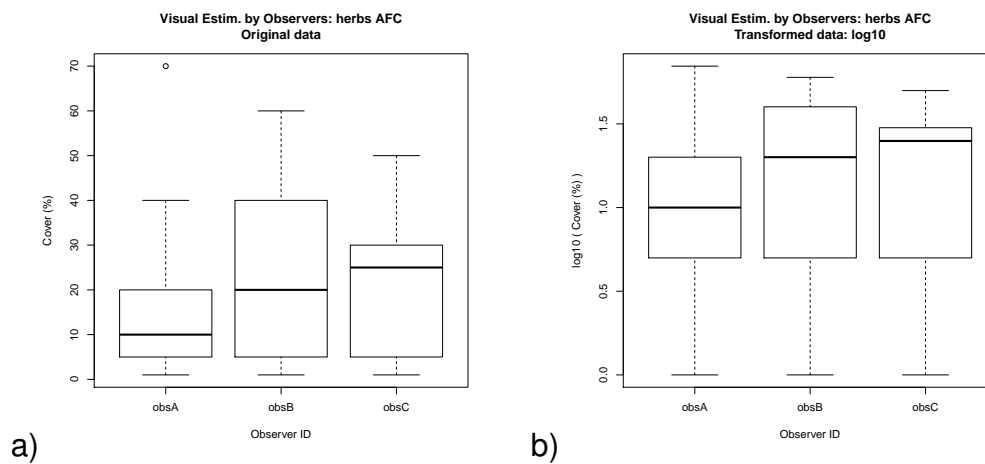 Visual Estim. by Observers: herbs AFC
Original data
70
60
50
40
30
20
10
0
Cover (%)
obsA obsB obsC
Observer ID
a)
Visual Estim. by Observers: herbs AFC
Transformed data: log10
1.5
1.0
0.5
0.0
log10 ( Cover (%) )
obsA obsB obsC
Observer ID
b)